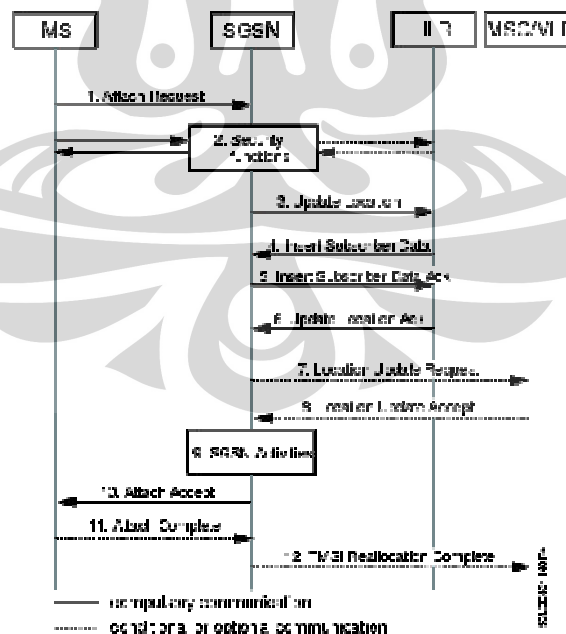 MS
SGSN
MSC/VLR
1. Attach Request
2. Security
functions
3. Update Location
4. Insert Subscriber Data
5. Insert Subscriber Data Ack
6. Update Location Ack
7. Location Update Request
8. Location Update Accept
9. SGSN Activities
10. Attach Accept
11. Attach Complete
12. TMSI Reallocation Complete
compulsary communication
conditional or optional communication